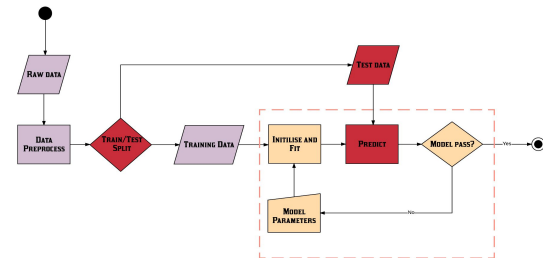 RAW DATA
TEST DATA
DATA
PREPROCESS
TRAIN/TEST
SPLIT
TRAINING DATA
INITILISE AND
FIT
PREDICT
MODEL PASS?
Yes
MODEL
PARAMETERS
No